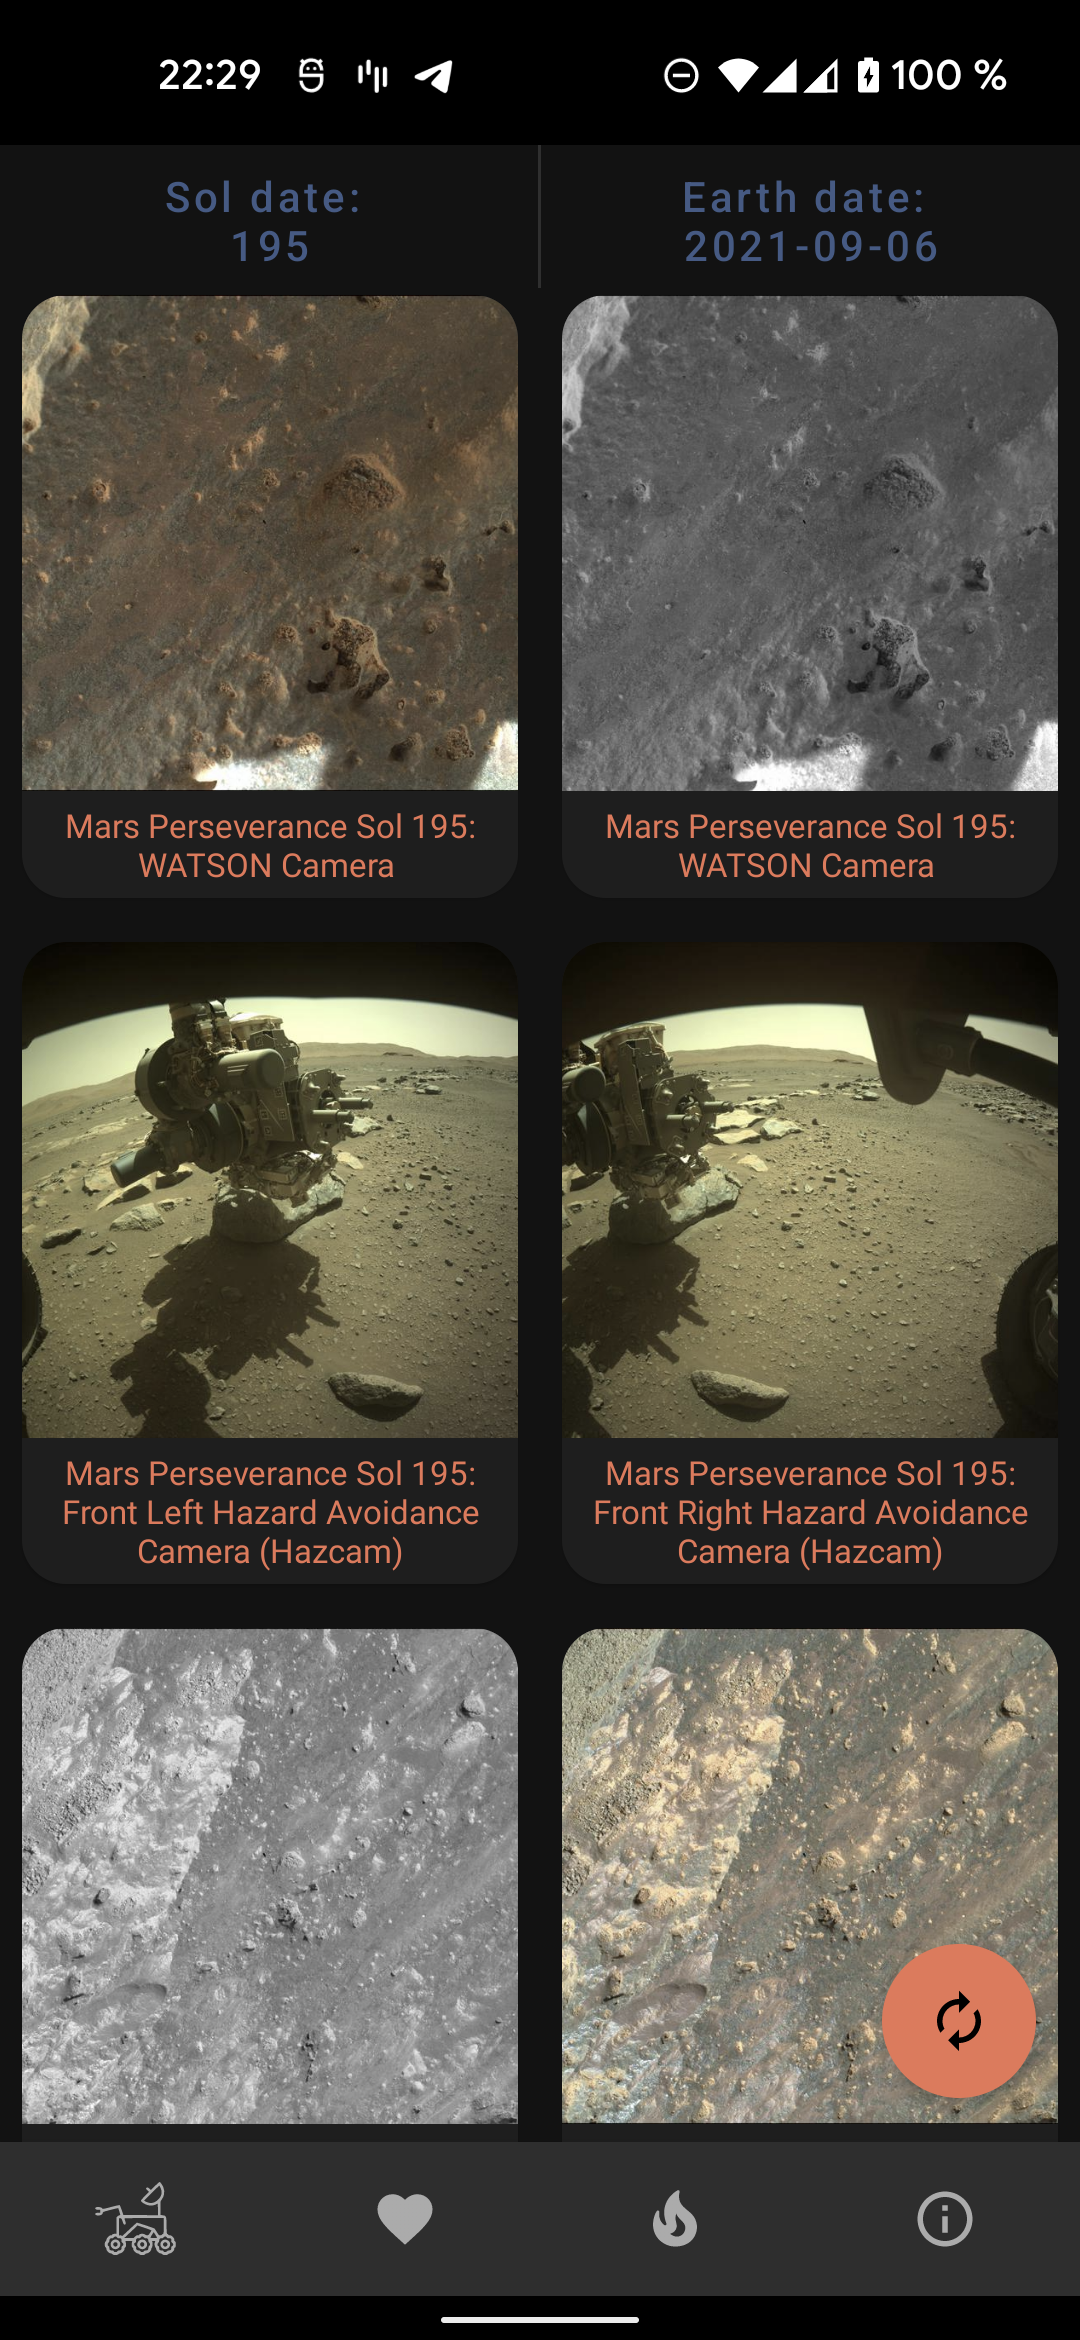 22:29
100 %
Sol date:
195
Earth date:
2021-09-06
Mars Perseverance Sol 195:
WATSON Camera
Mars Perseverance Sol 195:
WATSON Camera
Mars Perseverance Sol 195:
Front Left Hazard Avoidance
Camera (Hazcam)
Mars Perseverance Sol 195:
Front Right Hazard Avoidance
Camera (Hazcam)